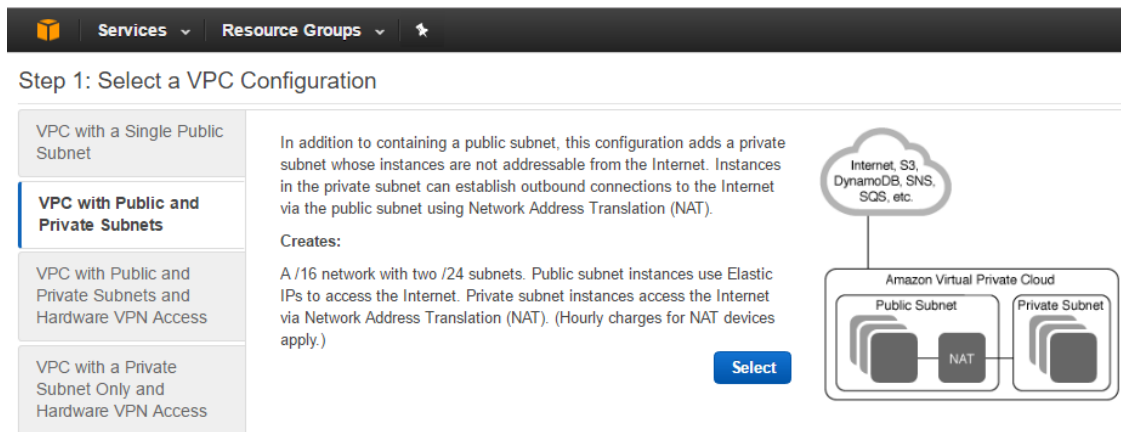 Services
Resource Groups
Step 1: Select a VPC Configuration
VPC with a Single Public
Subnet
VPC with Public and
Private Subnets
VPC with Public and
Private Subnets and
Hardware VPN Access
VPC with a Private
Subnet Only and
Hardware VPN Access
In addition to containing a public subnet, this configuration adds a private
subnet whose instances are not addressable from the Internet. Instances
in the private subnet can establish outbound connections to the Internet
via the public subnet using Network Address Translation (NAT).
Creates:
A /16 network with two /24 subnets. Public subnet instances use Elastic
IPs to access the Internet. Private subnet instances access the Internet
via Network Address Translation (NAT). (Hourly charges for NAT devices
apply.)
Select
Internet, S3,
DynamoDB, SNS,
SQS, etc.
Amazon Virtual Private Cloud
Public Subnet
Private Subnet
NAT